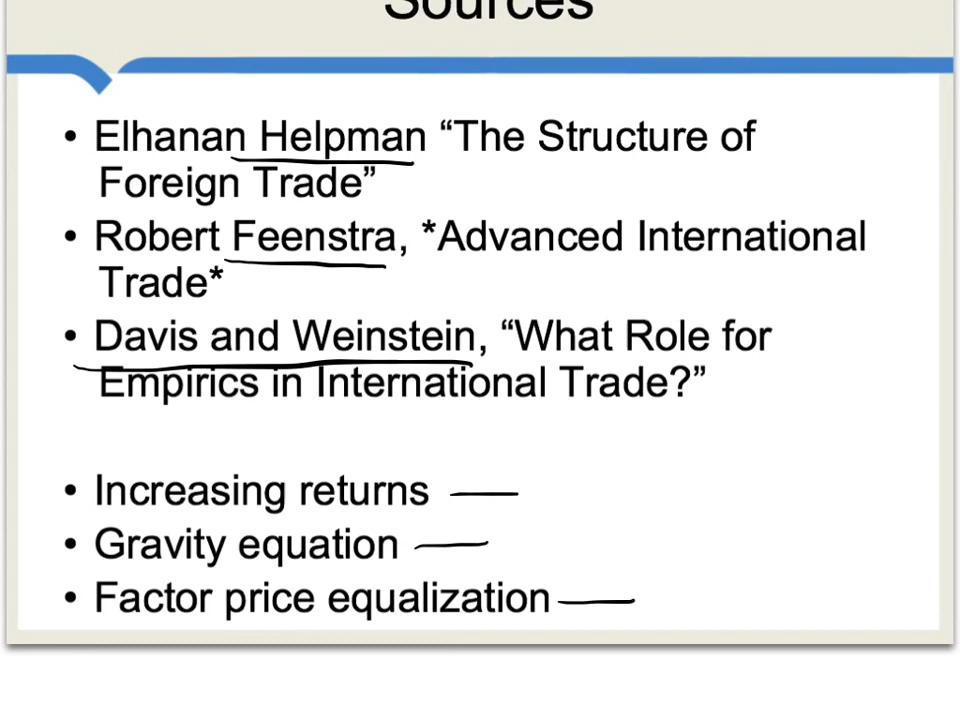 Sources
• Elhanan Helpman “The Structure of
Foreign Trade”
• Robert Feenstra, *Advanced International
Trade*
• Davis and Weinstein, “What Role for
Empirics in International Trade?”
• Increasing returns
• Gravity equation
• Factor price equalization